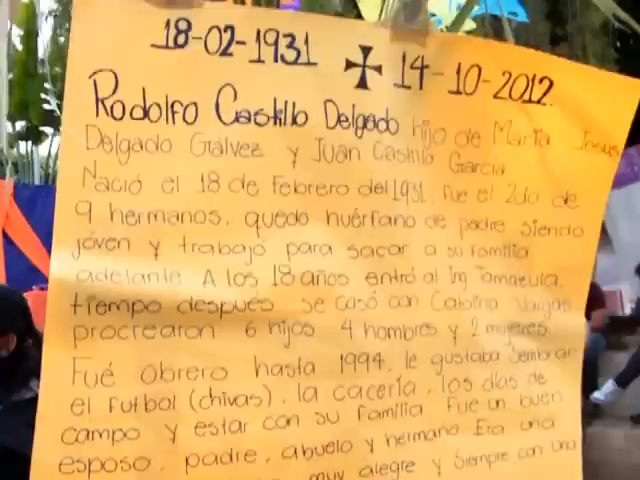 18-02-1931 ✠ 14-10-2012
Rodolfo Castillo Delgado hijo de María Jesus
Delgado Gálvez y Juan Castillo García
Nació el 18 de Febrero del 1931, fue el 2do de
9 hermanos, quedo huérfano de padre siendo
jóven y trabajó para sacar a su familia
adelante A los 18 años entró al Ing Tamazula,
tiempo despues se casó con Catalina Vargas
procrearon 6 hijos 4 hombres y 2 mujeres.
Fué obrero hasta 1994, le gustaba sembrar
el futbol (chivas), la cacería, los días de
campo y estar con su familia Fue un buen
esposo, padre, abuelo y hermano Era una
muy alegre y siempre con una